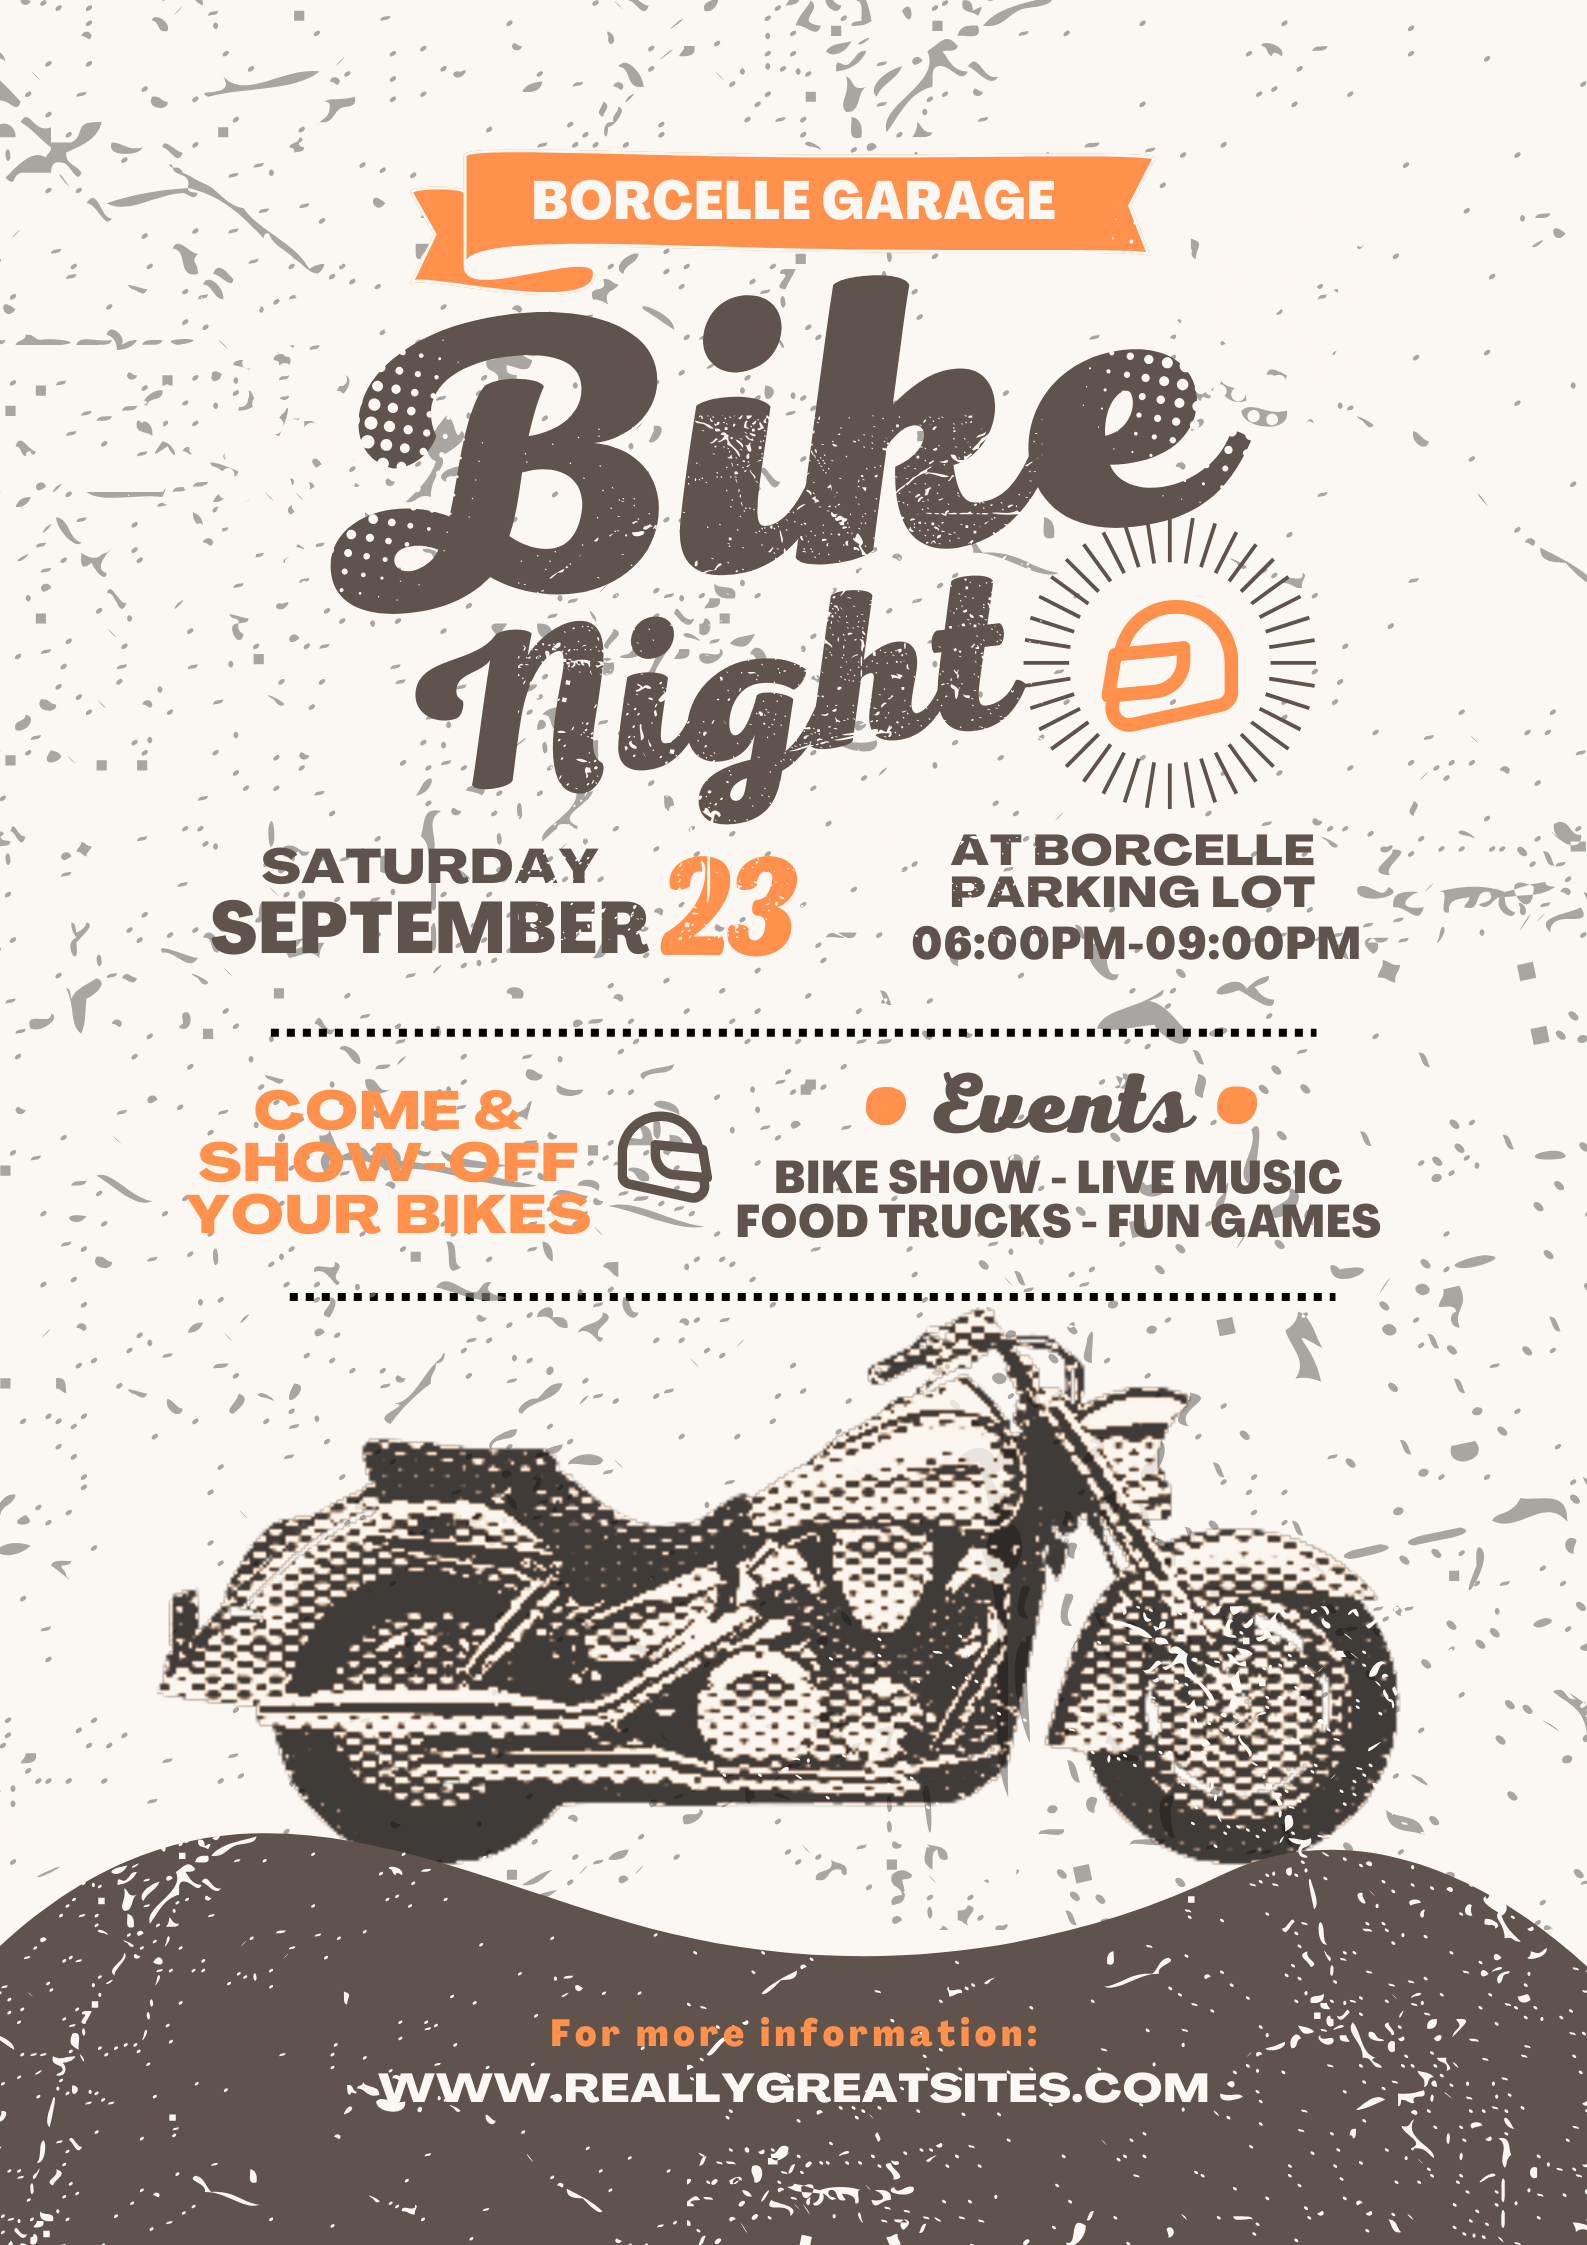 BORCELLE GARAGE
Bike
Night
SATURDAY
SEPTEMBER 23
AT BORCELLE
PARKING LOT
06:00PM-09:00PM
COME &
SHOW-OFF
YOUR BIKES
Events
BIKE SHOW - LIVE MUSIC
FOOD TRUCKS - FUN GAMES
For more information:
WWW.REALLYGREATSITES.COM